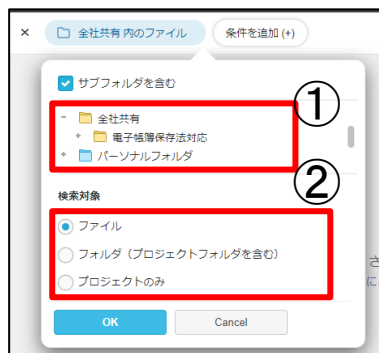 × 全社共有 内のファイル 条件を追加 (+)
サブフォルダを含む
①
- 全社共有
+ 電子帳簿保存法対応
+ パーソナルフォルダ
②
検索対象
ファイル
フォルダ（プロジェクトフォルダを含む）
プロジェクトのみ
さ
に
OK Cancel